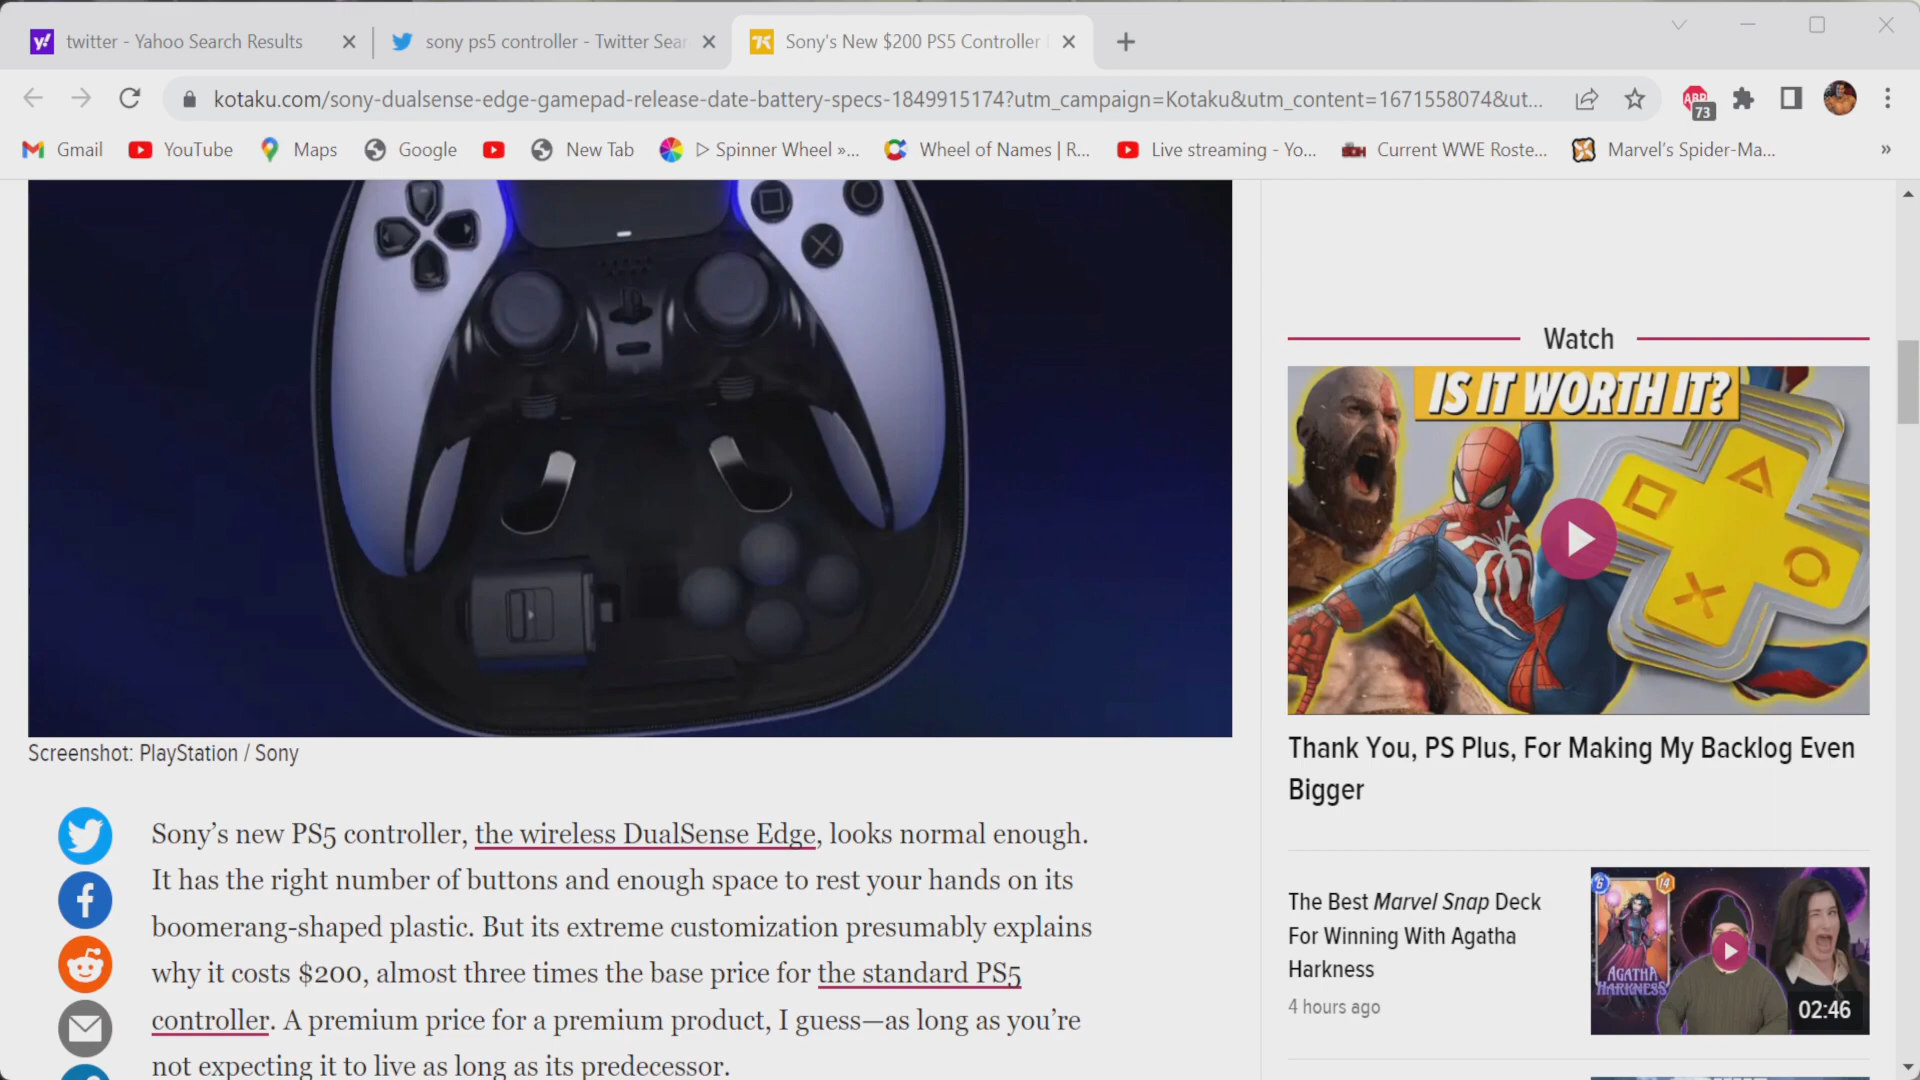 twitter - Yahoo Search Results
sony ps5 controller - Twitter Sear
Sony's New $200 PS5 Controller
kotaku.com/sony-dualsense-edge-gamepad-release-date-battery-specs-1849915174?utm_campaign=Kotaku&utm_content=1671558074&ut...
ABP
73
Gmail
YouTube
Maps
Google
New Tab
Spinner Wheel »...
Wheel of Names | R...
Live streaming - Yo...
Current WWE Roste...
Marvel's Spider-Ma...
»
Screenshot: PlayStation / Sony
Sony’s new PS5 controller, the wireless DualSense Edge, looks normal enough.
It has the right number of buttons and enough space to rest your hands on its
boomerang-shaped plastic. But its extreme customization presumably explains
why it costs $200, almost three times the base price for the standard PS5
controller. A premium price for a premium product, I guess—as long as you’re
not expecting it to live as long as its predecessor.
Watch
IS IT WORTH IT?
Thank You, PS Plus, For Making My Backlog Even
Bigger
The Best Marvel Snap Deck
For Winning With Agatha
Harkness
4 hours ago
6
14
AGATHA
HARKNESS
02:46